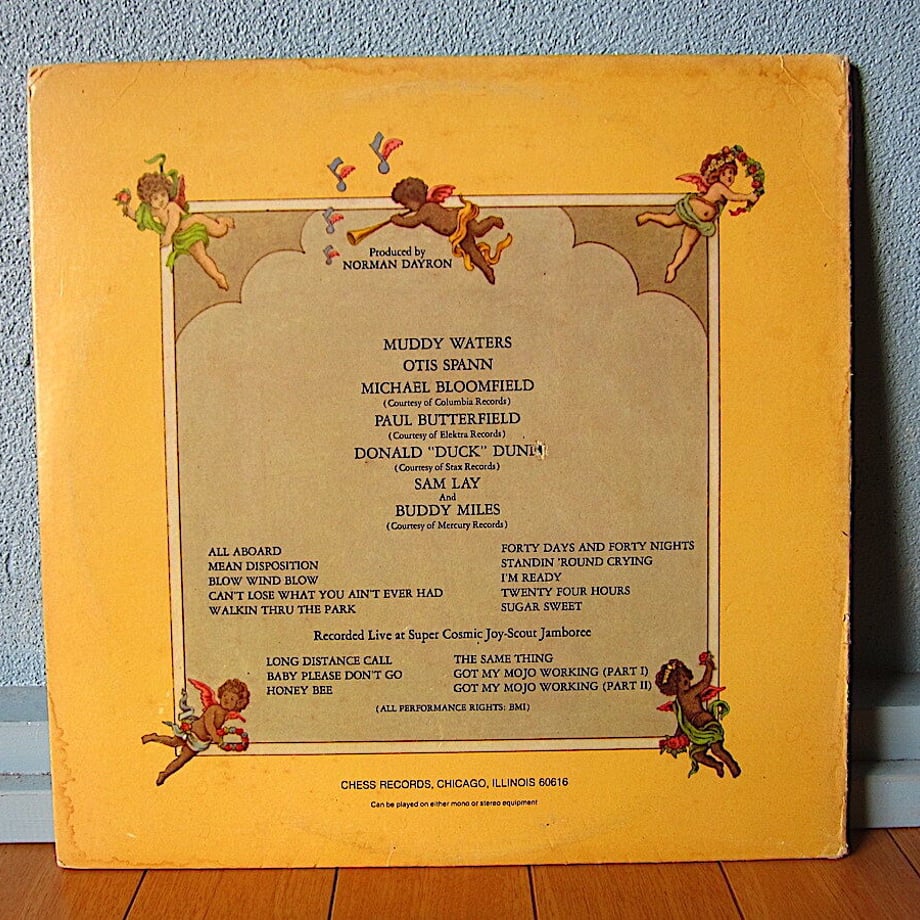 Produced by
NORMAN DAYRON
MUDDY WATERS
OTIS SPANN
MICHAEL BLOOMFIELD
(Courtesy of Columbia Records)
PAUL BUTTERFIELD
(Courtesy of Elektra Records)
DONALD "DUCK" DUNN
(Courtesy of Stax Records)
SAM LAY
And
BUDDY MILES
(Courtesy of Mercury Records)
ALL ABOARD
MEAN DISPOSITION
BLOW WIND BLOW
CAN'T LOSE WHAT YOU AIN'T EVER HAD
WALKIN THRU THE PARK
FORTY DAYS AND FORTY NIGHTS
STANDIN 'ROUND CRYING
I'M READY
TWENTY FOUR HOURS
SUGAR SWEET
Recorded Live at Super Cosmic Joy-Scout Jamboree
LONG DISTANCE CALL
BABY PLEASE DON'T GO
HONEY BEE
THE SAME THING
GOT MY MOJO WORKING (PART I)
GOT MY MOJO WORKING (PART II)
(ALL PERFORMANCE RIGHTS: BMI)
CHESS RECORDS, CHICAGO, ILLINOIS 60616
Can be played on either mono or stereo equipment